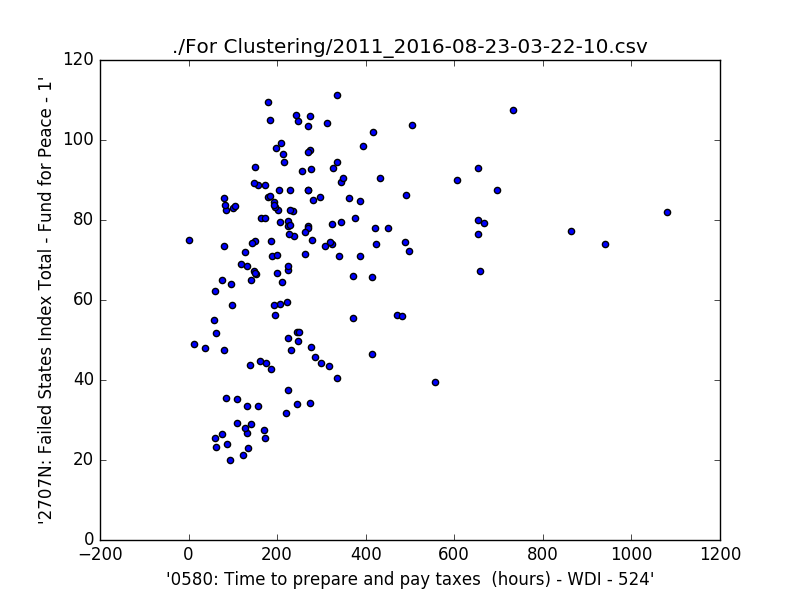 ./For Clustering/2011_2016-08-23-03-22-10.csv
120
100
80
60
40
20
0
'2707N: Failed States Index Total - Fund for Peace - 1'
−200 0 200 400 600 800 1000 1200
'0580: Time to prepare and pay taxes  (hours) - WDI - 524'